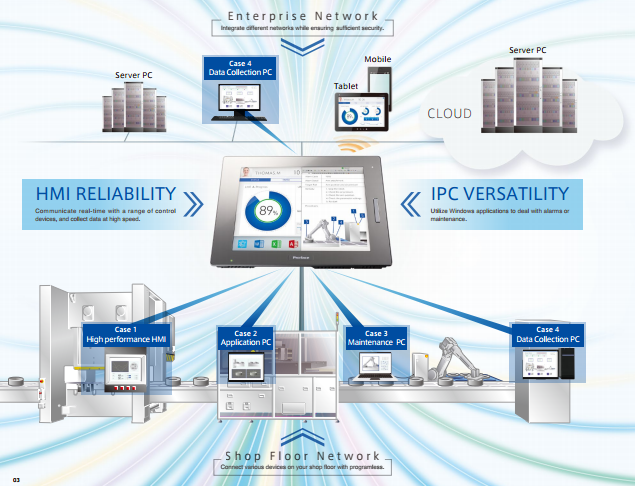 Enterprise Network
Integrate different networks while ensuring sufficient security.
Case 4
Data Collection PC
Server PC
Mobile
Tablet
Server PC
CLOUD
THOMAS.M
89%
HMI RELIABILITY
Communicate real-time with a range of control
devices, and collect data at high speed.
IPC VERSATILITY
Utilize Windows applications to deal with alarms or
maintenance.
Pro-face
Case 1
High performance HMI
Case 2
Application PC
Case 3
Maintenance PC
Case 4
Data Collection PC
Shop Floor Network
Connect various devices on your shop floor with programless.
03